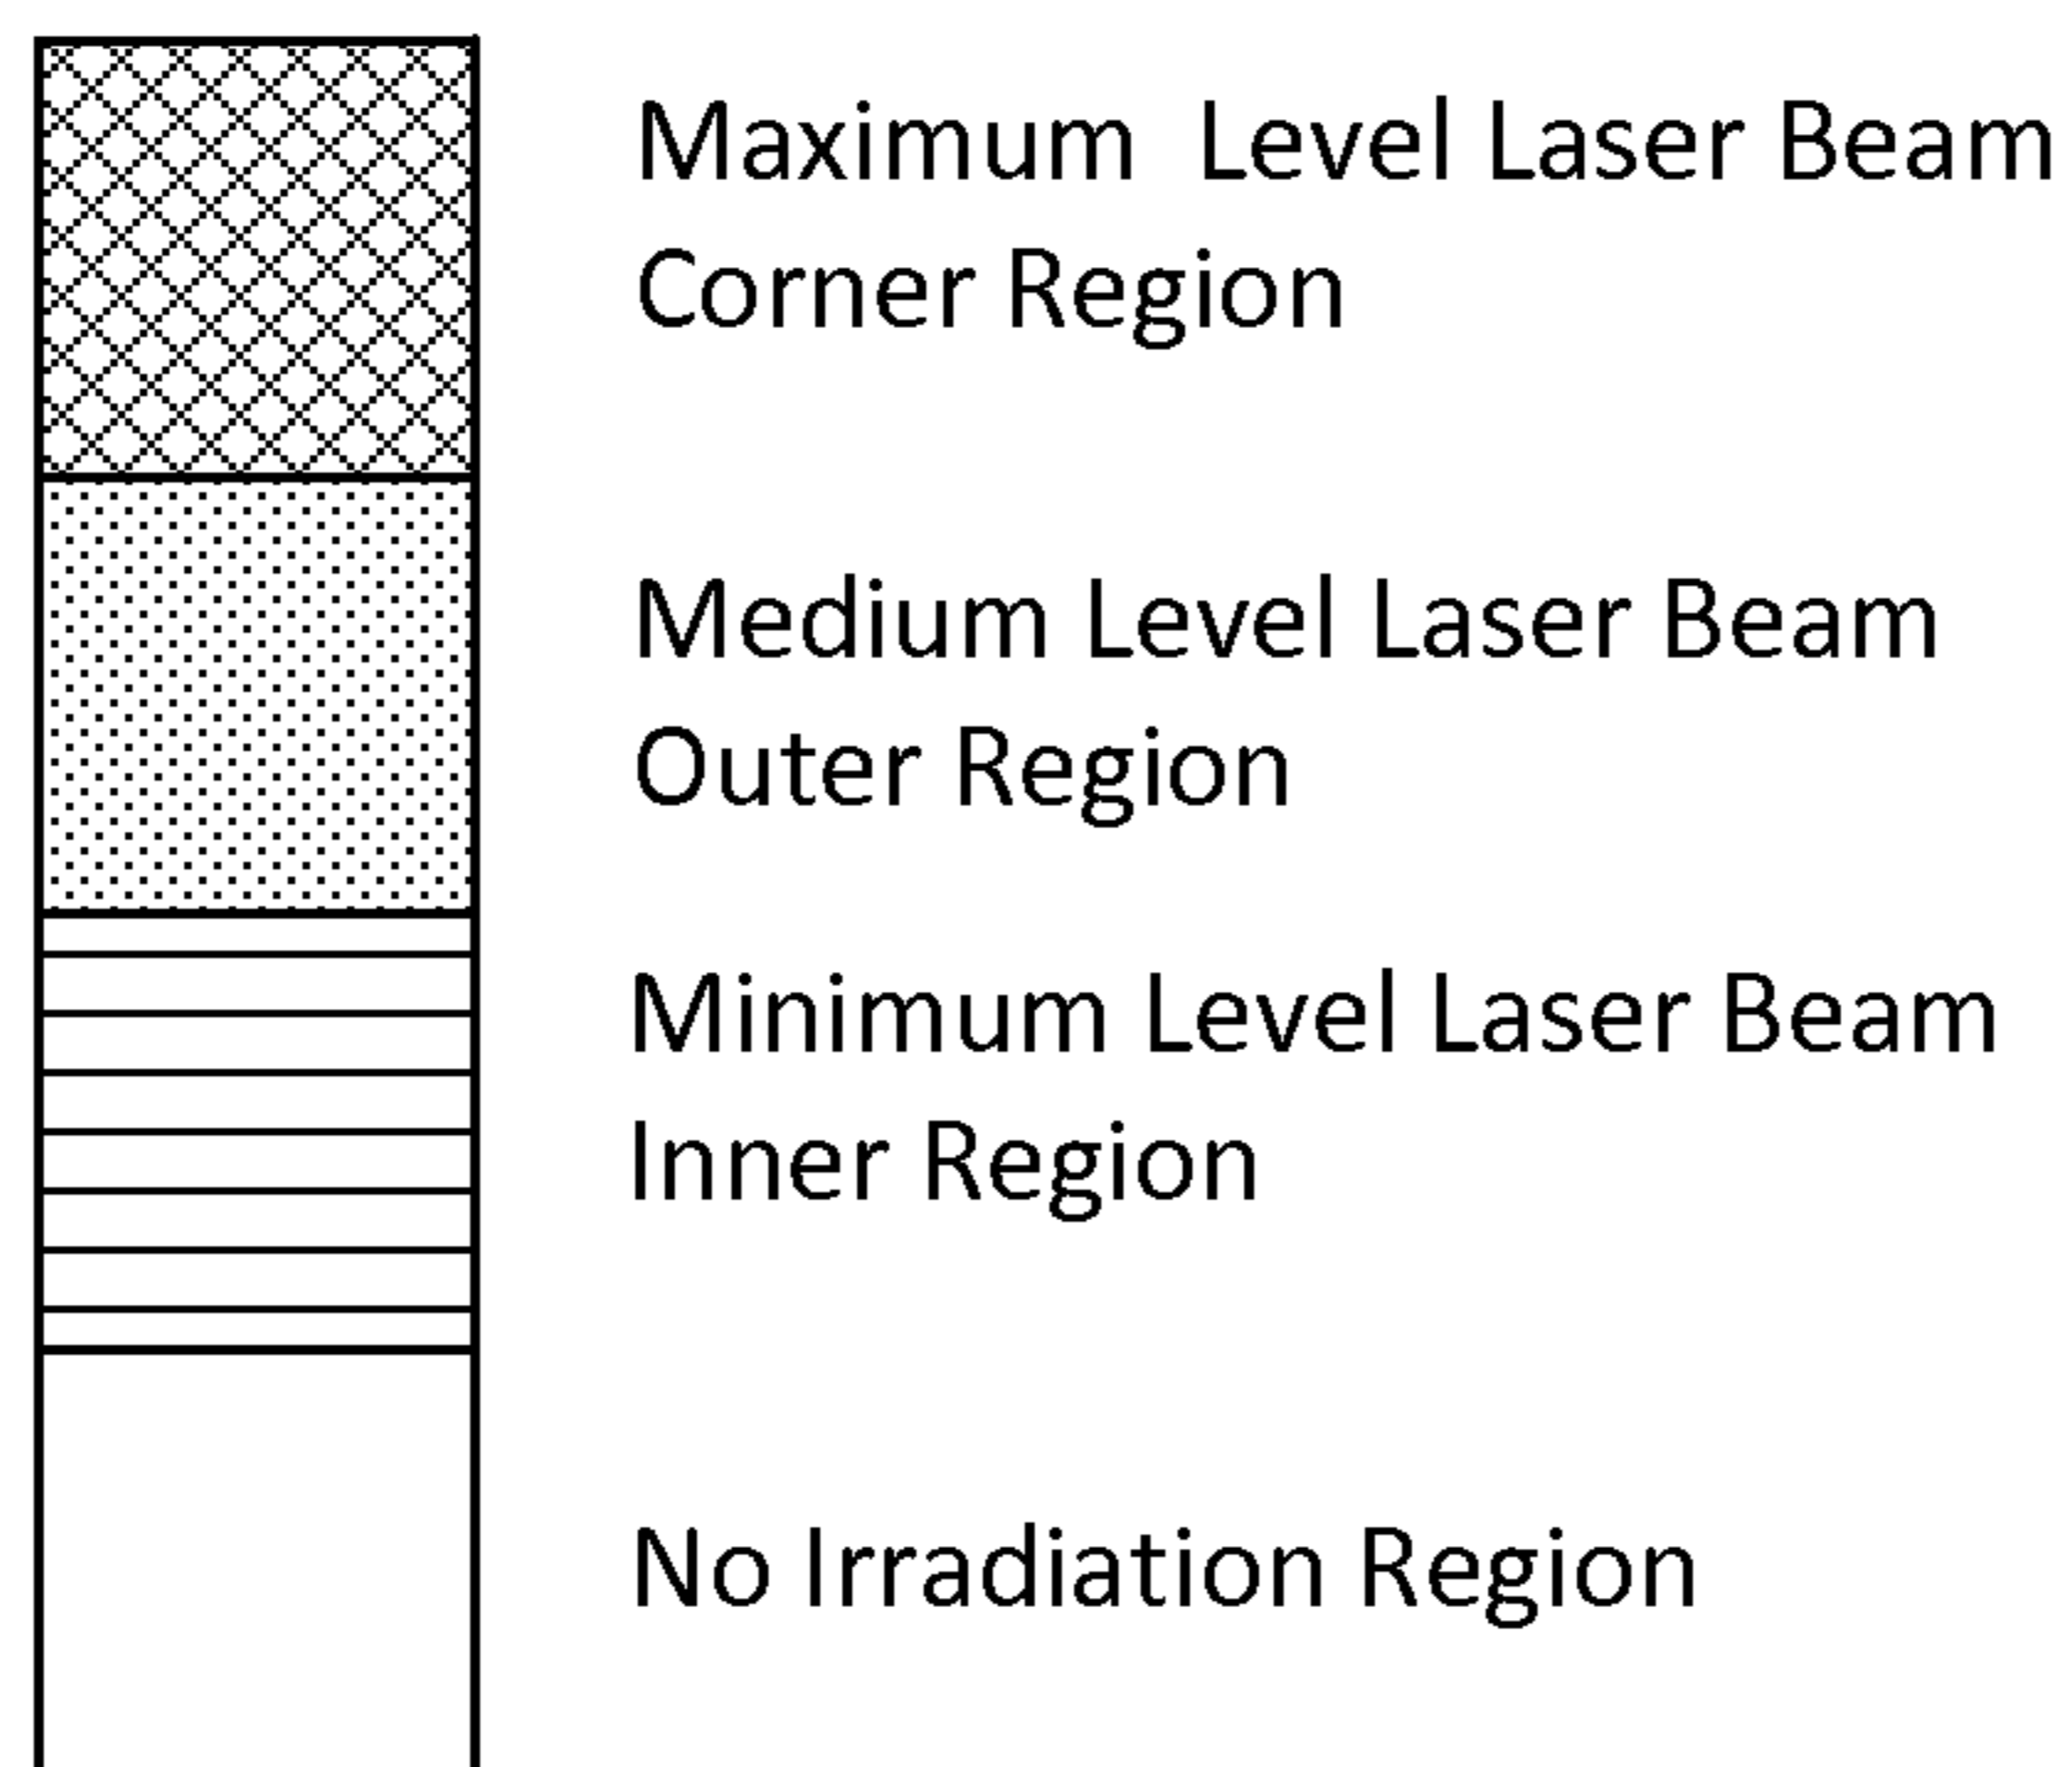 Maximum  Level Laser Beam
Corner Region
Medium Level Laser Beam
Outer Region
Minimum Level Laser Beam
Inner Region
No Irradiation Region